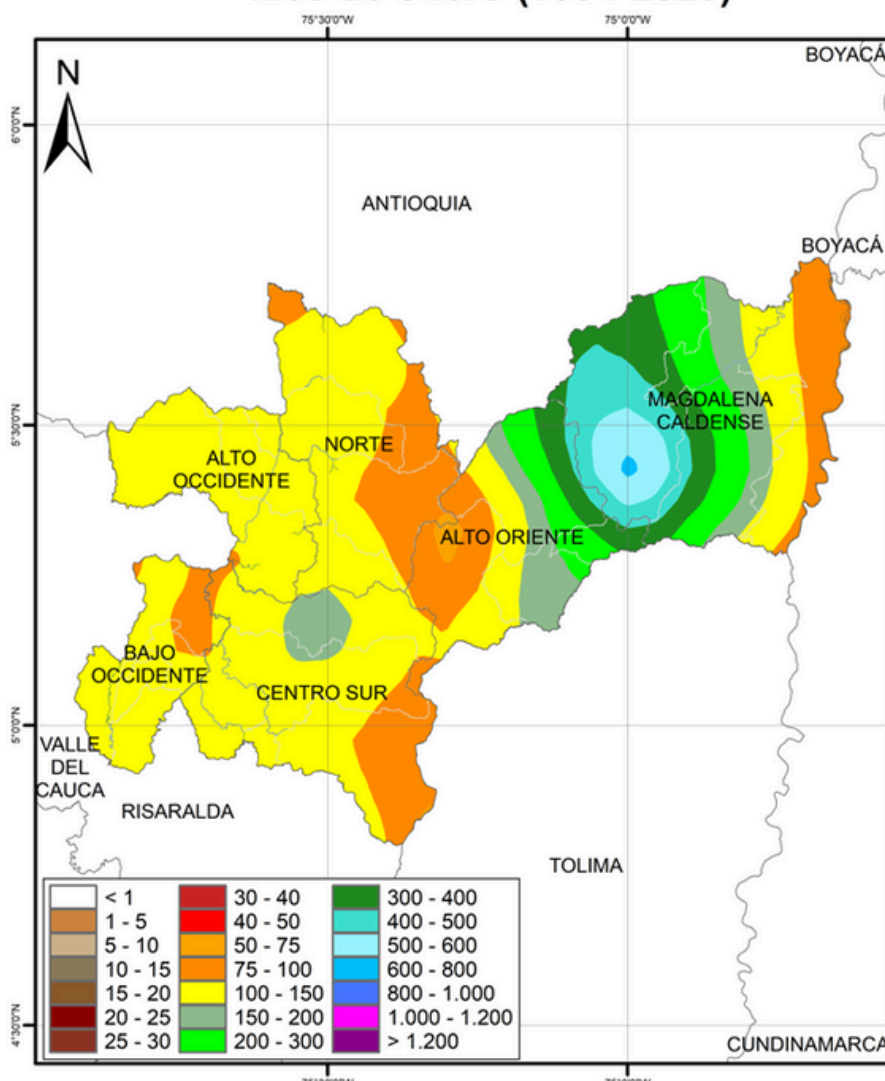 75°30'0"W
75°0'0"W
BOYACÁ
N
6°0'0"N
ANTIOQUIA
BOYACÁ
MAGDALENA
CALDENSE
5°30'0"N
NORTE
ALTO
OCCIDENTE
ALTO ORIENTE
BAJO
OCCIDENTE
CENTRO SUR
5°0'0"N
VALLE
DEL
CAUCA
RISARALDA
TOLIMA
< 1
1 - 5
5 - 10
10 - 15
15 - 20
20 - 25
25 - 30
30 - 40
40 - 50
50 - 75
75 - 100
100 - 150
150 - 200
200 - 300
300 - 400
400 - 500
500 - 600
600 - 800
800 - 1.000
1.000 - 1.200
> 1.200
4°30'0"N
CUNDINAMARCA